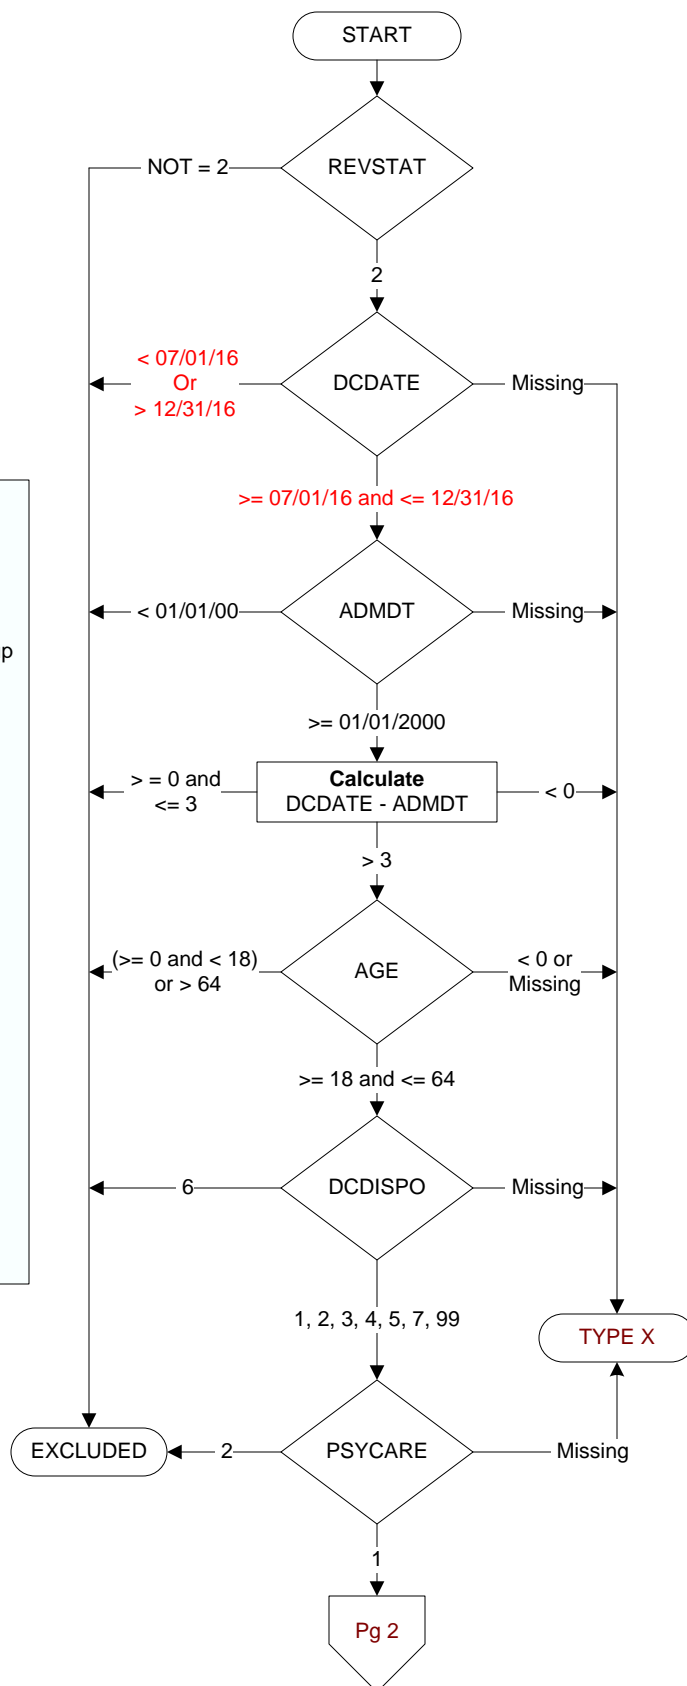 START
REVSTAT
NOT = 2
2
< 07/01/16
Or
> 12/31/16
DCDATE
Missing
>= 07/01/16 and <= 12/31/16
< 01/01/00
ADMDT
Missing
>= 01/01/2000
> = 0 and
<= 3
Calculate
DCDATE - ADMDT
< 0
> 3
(>= 0 and < 18)
or > 64
AGE
< 0 or
Missing
>= 18 and <= 64
6
DCDISPO
Missing
1, 2, 3, 4, 5, 7, 99
TYPE X
EXCLUDED
2
PSYCARE
Missing
1
Pg 2